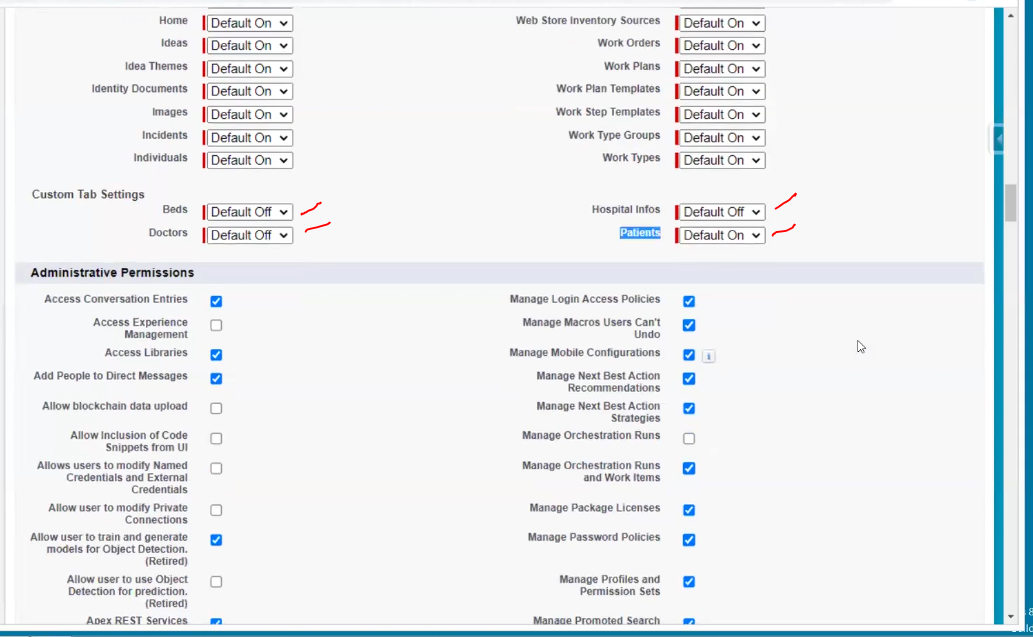 Home Default On Web Store Inventory Sources Default On
Ideas Default On Work Orders Default On
Idea Themes Default On Work Plans Default On
Identity Documents Default On Work Plan Templates Default On
Images Default On Work Step Templates Default On
Incidents Default On Work Type Groups Default On
Individuals Default On Work Types Default On
Custom Tab Settings
Beds Default Off Hospital Infos Default Off
Doctors Default Off Patients Default On
Administrative Permissions
Access Conversation Entries Manage Login Access Policies
Access Experience
Management
Manage Macros Users Can't
Undo
Access Libraries Manage Mobile Configurations i
Add People to Direct Messages
Manage Next Best Action
Recommendations
Allow blockchain data upload
Manage Next Best Action
Strategies
Allow Inclusion of Code
Snippets from UI
Manage Orchestration Runs
Allows users to modify Named
Credentials and External
Credentials
Manage Orchestration Runs
and Work Items
Allow user to modify Private
Connections
Manage Package Licenses
Allow user to train and generate
models for Object Detection.
(Retired)
Manage Password Policies
Allow user to use Object
Detection for prediction.
(Retired)
Manage Profiles and
Permission Sets
Apex REST Services Manage Promoted Search